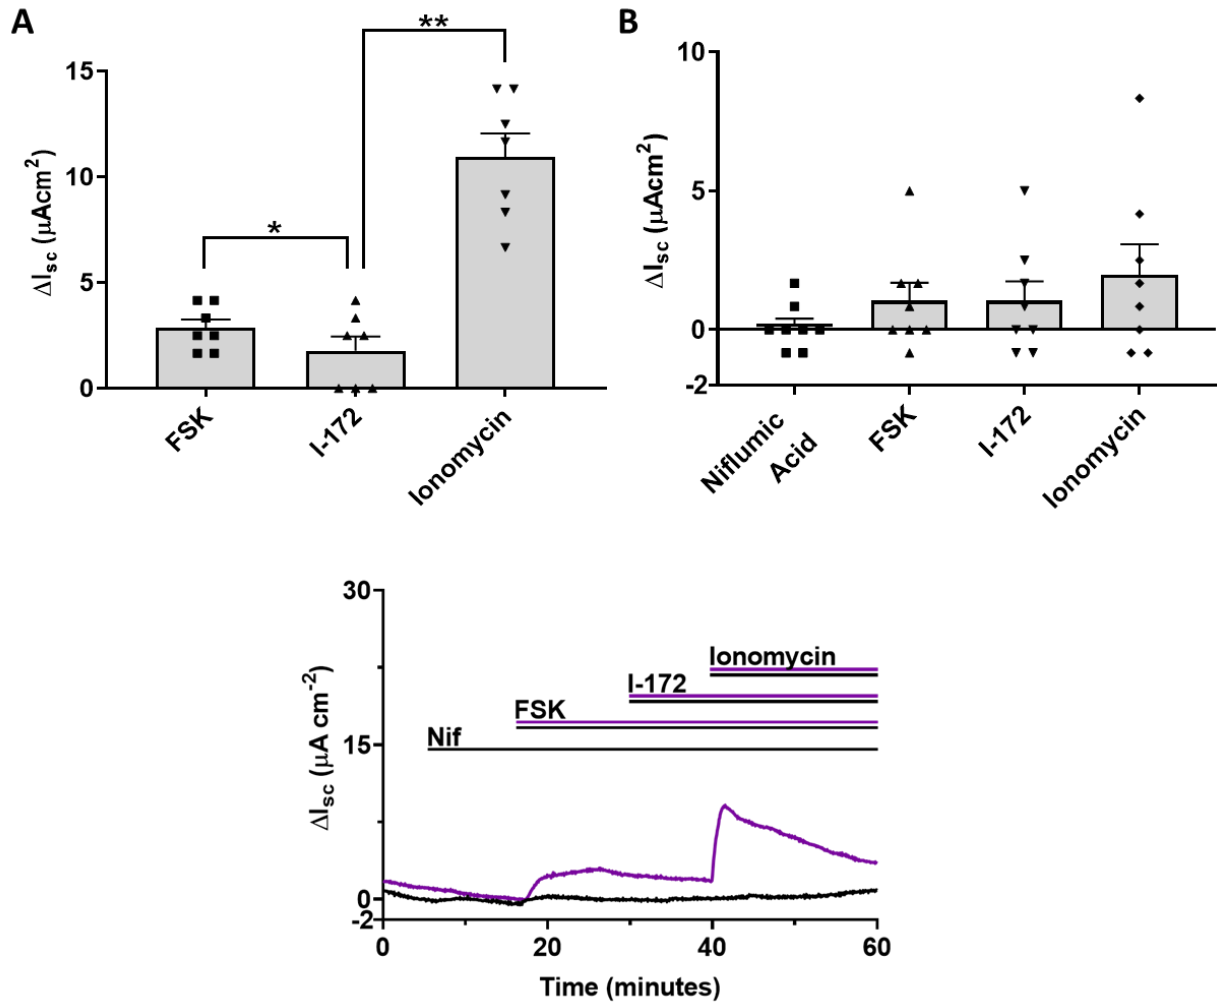 A
B
**
*
15
10
5
0
ΔIsc (μAcm²)
FSK
I-172
Ionomycin
10
5
0
-2
ΔIsc (μAcm²)
Niflumic
Acid
FSK
I-172
Ionomycin
30
15
0
-2
ΔIsc (μA cm⁻²)
Ionomycin
I-172
FSK
Nif
0
20
40
60
Time (minutes)